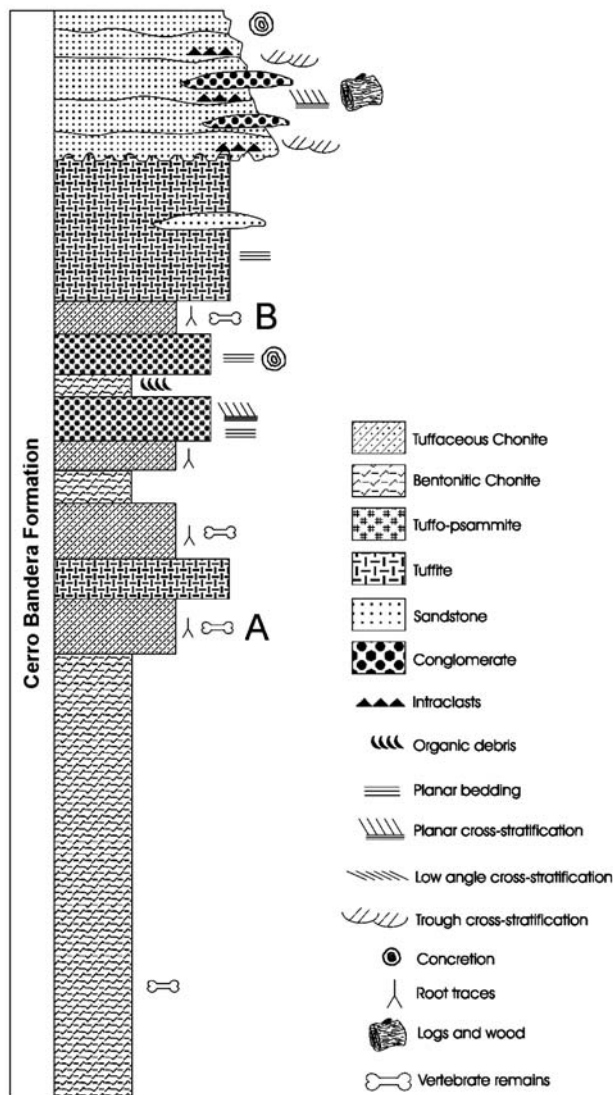 Cerro Bandera Formation
B
A
Tuffaceous Chonite
Bentonitic Chonite
Tuffo-psammite
Tuffite
Sandstone
Conglomerate
Intraclasts
Organic debris
Planar bedding
Planar cross-stratification
Low angle cross-stratification
Trough cross-stratification
Concretion
Root traces
Logs and wood
Vertebrate remains